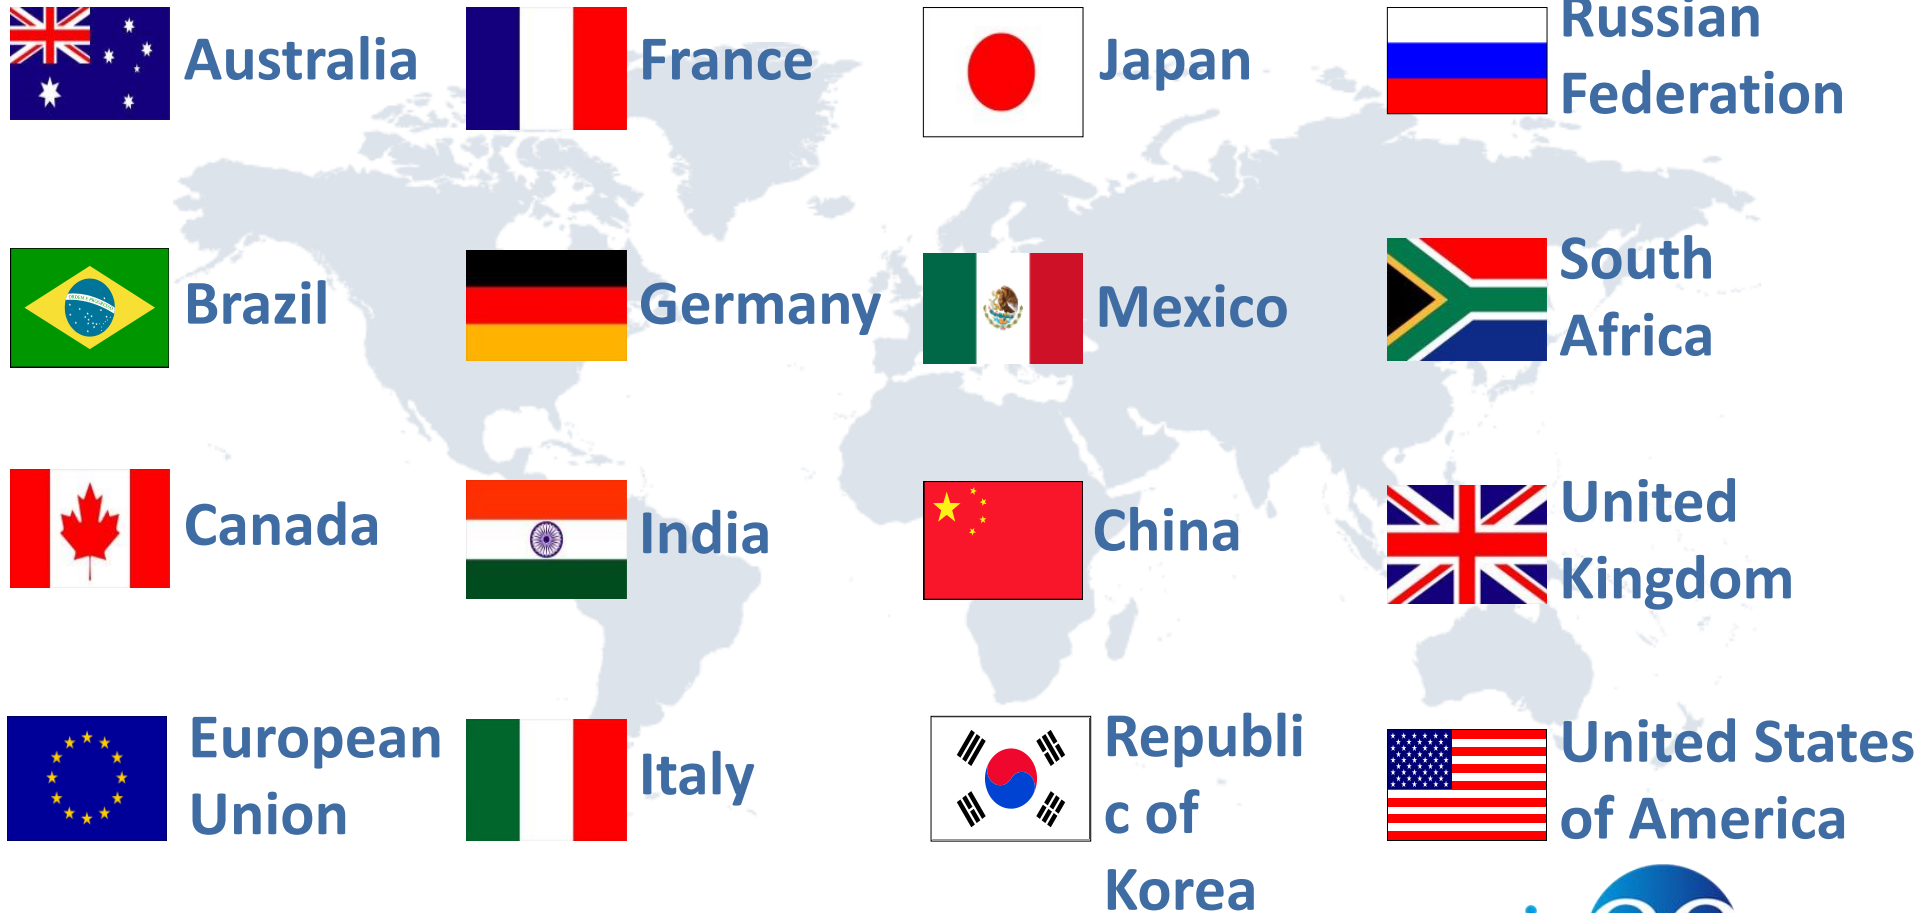 Australia
France
Japan
Russian
Federation
Brazil
Germany
Mexico
South
Africa
Canada
India
China
United
Kingdom
European
Union
Italy
Republi
c of
Korea
United States
of America